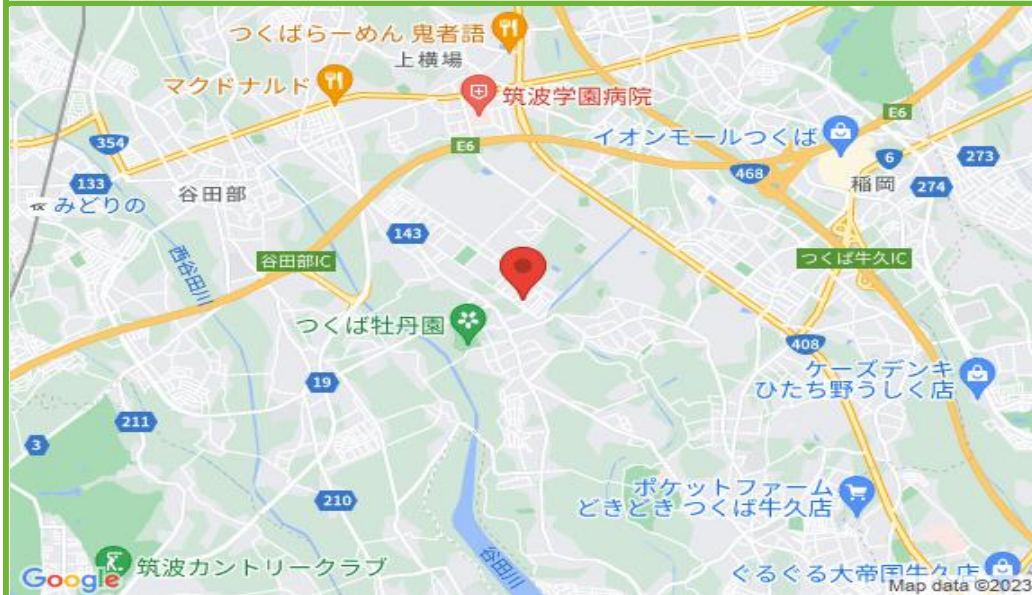 つくばらーめん 鬼者語
上横場
マクドナルド
筑波学園病院
E6
イオンモールつくば
354
E6
6
273
468
133
谷田部
稲岡
274
みどりの
143
西谷田川
谷田部IC
つくば牛久IC
つくば牡丹園
408
ケーズデンキ
ひたち野うしく店
19
211
3
ポケットファーム
どきどき つくば牛久店
210
谷田川
筑波カントリークラブ
ぐるぐる大帝国牛久店
Google
Map data ©2023